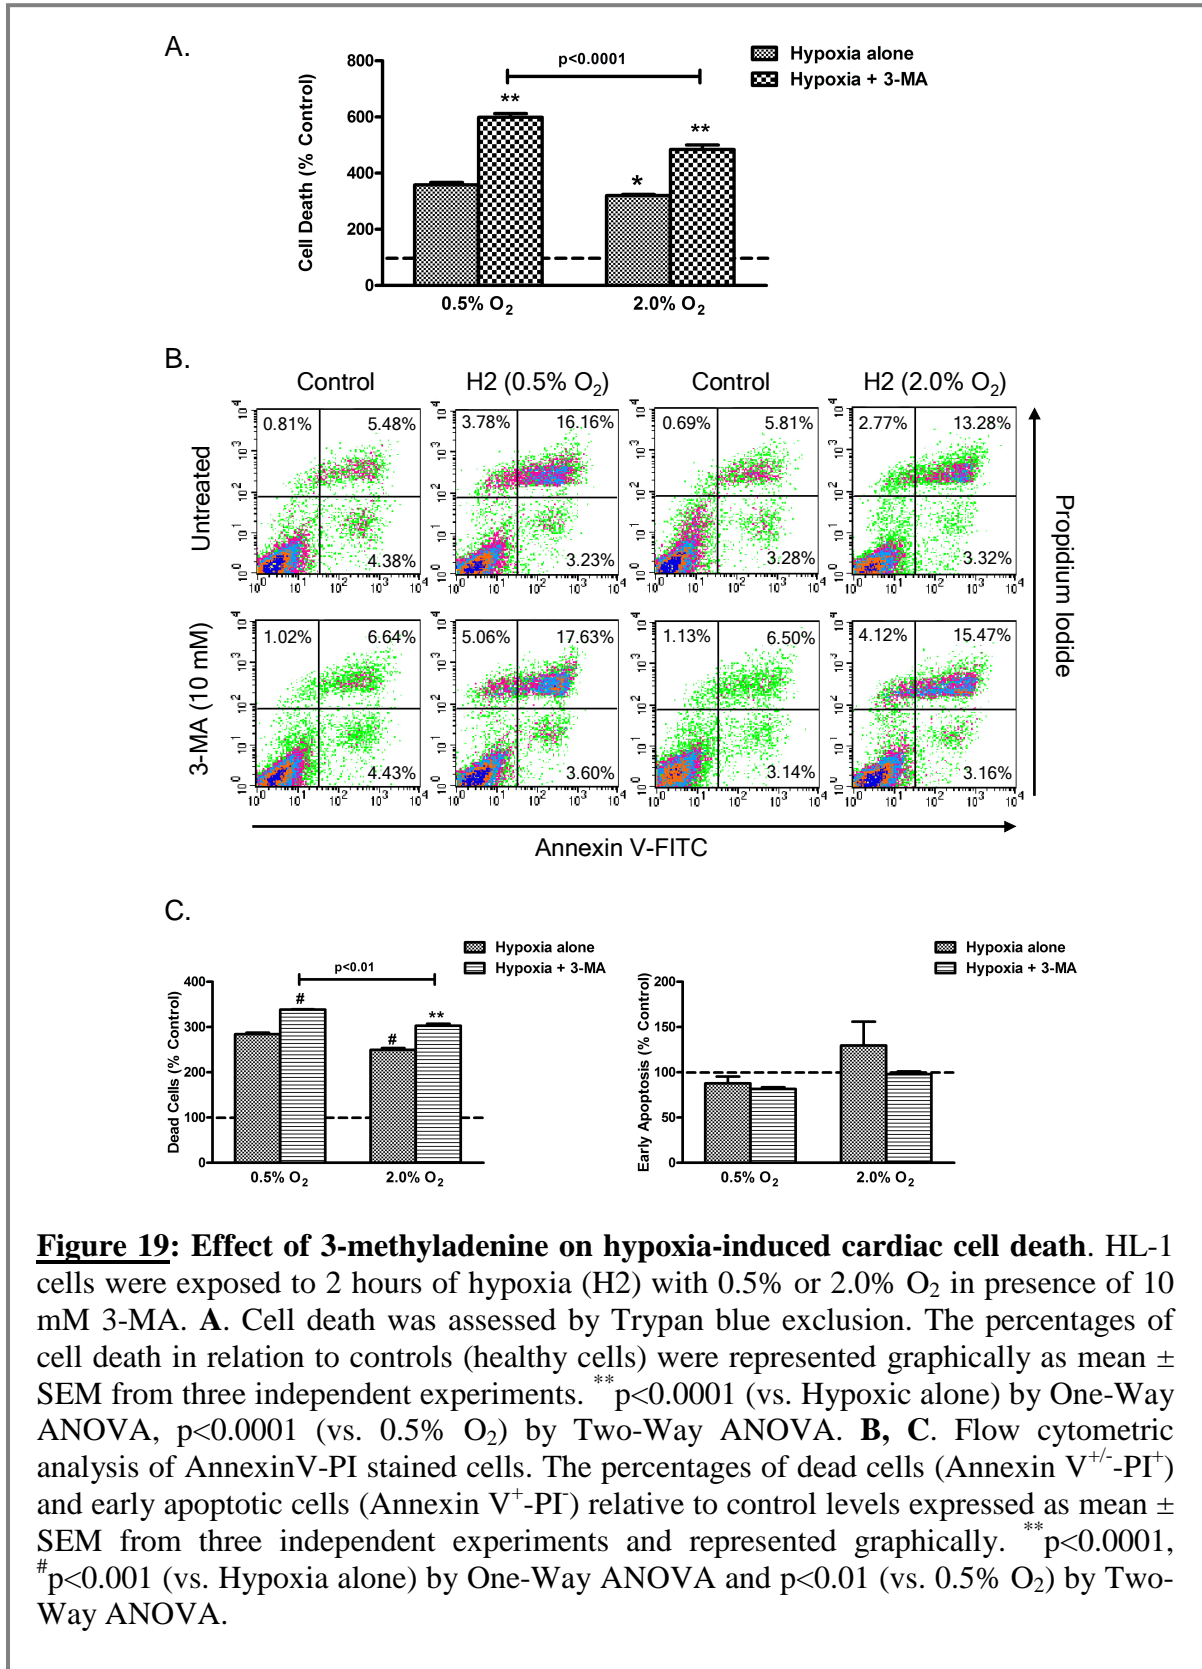 A.
Hypoxia alone
Hypoxia + 3-MA
p<0.0001
800
600
400
200
0
Cell Death (% Control)
**
*
**
0.5% O₂
2.0% O₂
B.
Control
H2 (0.5% O₂)
Control
H2 (2.0% O₂)
Untreated
0.81% 5.48%
4.38%
3.78% 16.16%
3.23%
0.69% 5.81%
3.28%
2.77% 13.28%
3.32%
10⁰ 10¹ 10² 10³ 10⁴
3-MA (10 mM)
1.02% 6.64%
4.43%
5.06% 17.63%
3.60%
1.13% 6.50%
3.14%
4.12% 15.47%
3.16%
10⁰ 10¹ 10² 10³ 10⁴
Propidium Iodide
Annexin V-FITC
C.
Hypoxia alone
Hypoxia + 3-MA
p<0.01
400
300
200
100
0
Dead Cells (% Control)
#
#
**
0.5% O₂
2.0% O₂
Hypoxia alone
Hypoxia + 3-MA
200
150
100
50
0
Early Apoptosis (% Control)
0.5% O₂
2.0% O₂
Figure 19: Effect of 3-methyladenine on hypoxia-induced cardiac cell death. HL-1
cells were exposed to 2 hours of hypoxia (H2) with 0.5% or 2.0% O₂ in presence of 10
mM 3-MA. A. Cell death was assessed by Trypan blue exclusion. The percentages of
cell death in relation to controls (healthy cells) were represented graphically as mean ±
SEM from three independent experiments. **p<0.0001 (vs. Hypoxic alone) by One-Way
ANOVA, p<0.0001 (vs. 0.5% O₂) by Two-Way ANOVA. B, C. Flow cytometric
analysis of AnnexinV-PI stained cells. The percentages of dead cells (Annexin V⁺/⁻-PI⁺)
and early apoptotic cells (Annexin V⁺-PI⁻) relative to control levels expressed as mean ±
SEM from three independent experiments and represented graphically. **p<0.0001,
#p<0.001 (vs. Hypoxia alone) by One-Way ANOVA and p<0.01 (vs. 0.5% O₂) by Two-
Way ANOVA.